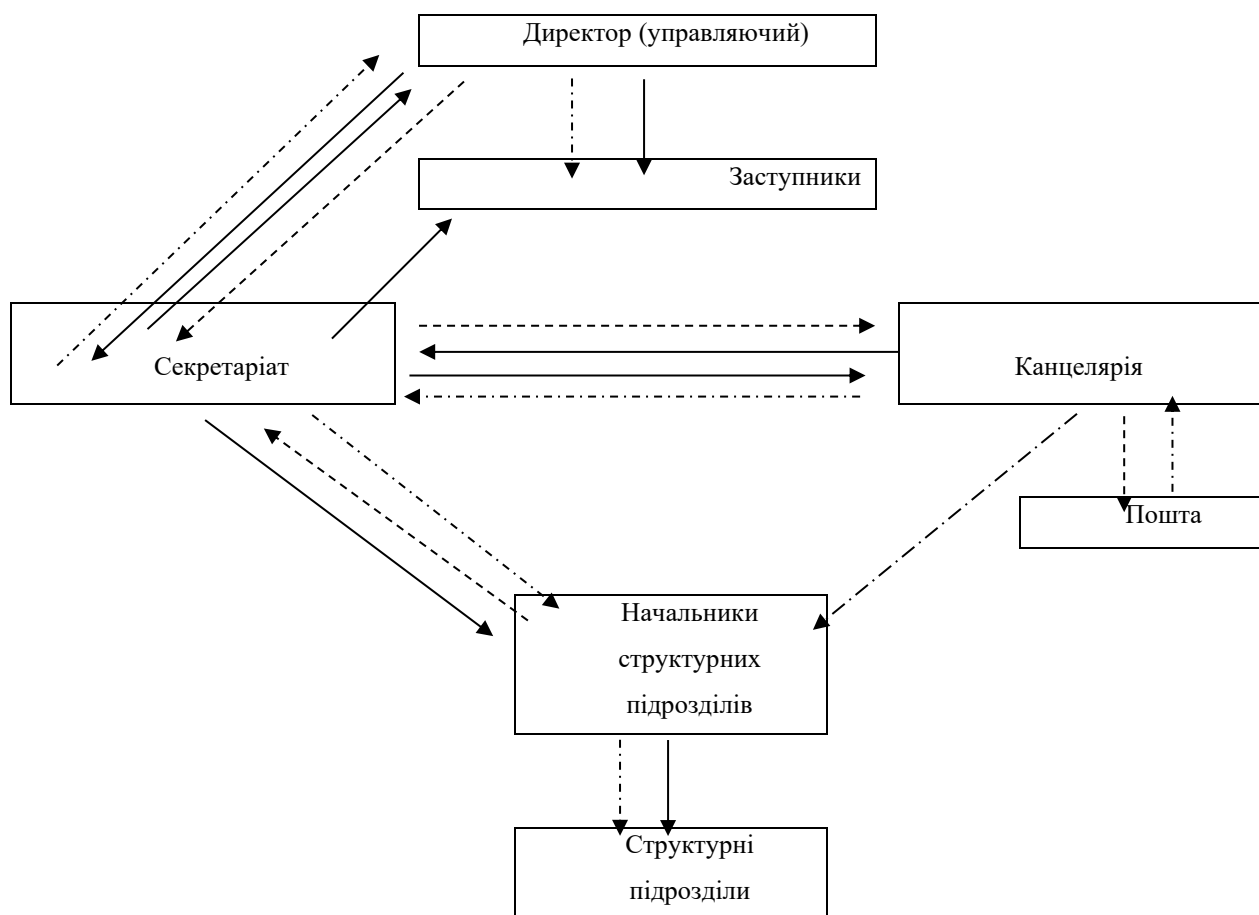 Директор (управляючий)
Заступники
Секретаріат
Канцелярія
Пошта
Начальники
структурних
підрозділів
Структурні
підрозділи